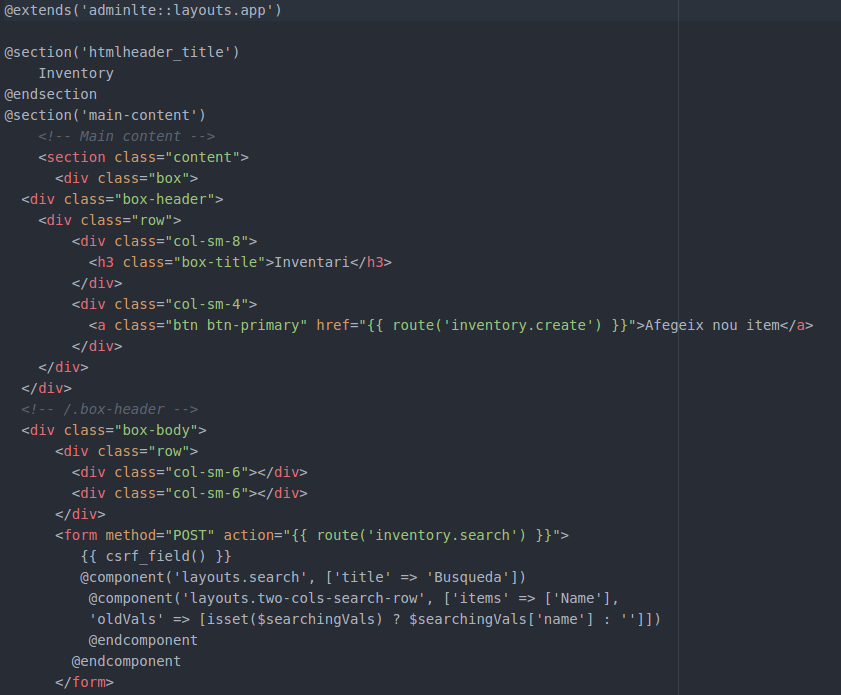 @extends('adminlte::layouts.app')

@section('htmlheader_title')
    Inventory
@endsection
@section('main-content')
    <!-- Main content -->
    <section class="content">
      <div class="box">
  <div class="box-header">
    <div class="row">
        <div class="col-sm-8">
          <h3 class="box-title">Inventari</h3>
        </div>
        <div class="col-sm-4">
          <a class="btn btn-primary" href="{{ route('inventory.create') }}">Afegeix nou item</a>
        </div>
    </div>
  </div>
  <!-- /.box-header -->
  <div class="box-body">
      <div class="row">
        <div class="col-sm-6"></div>
        <div class="col-sm-6"></div>
      </div>
      <form method="POST" action="{{ route('inventory.search') }}">
         {{ csrf_field() }}
         @component('layouts.search', ['title' => 'Busqueda'])
          @component('layouts.two-cols-search-row', ['items' => ['Name'],
          'oldVals' => [isset($searchingVals) ? $searchingVals['name'] : '']])
          @endcomponent
        @endcomponent
      </form>